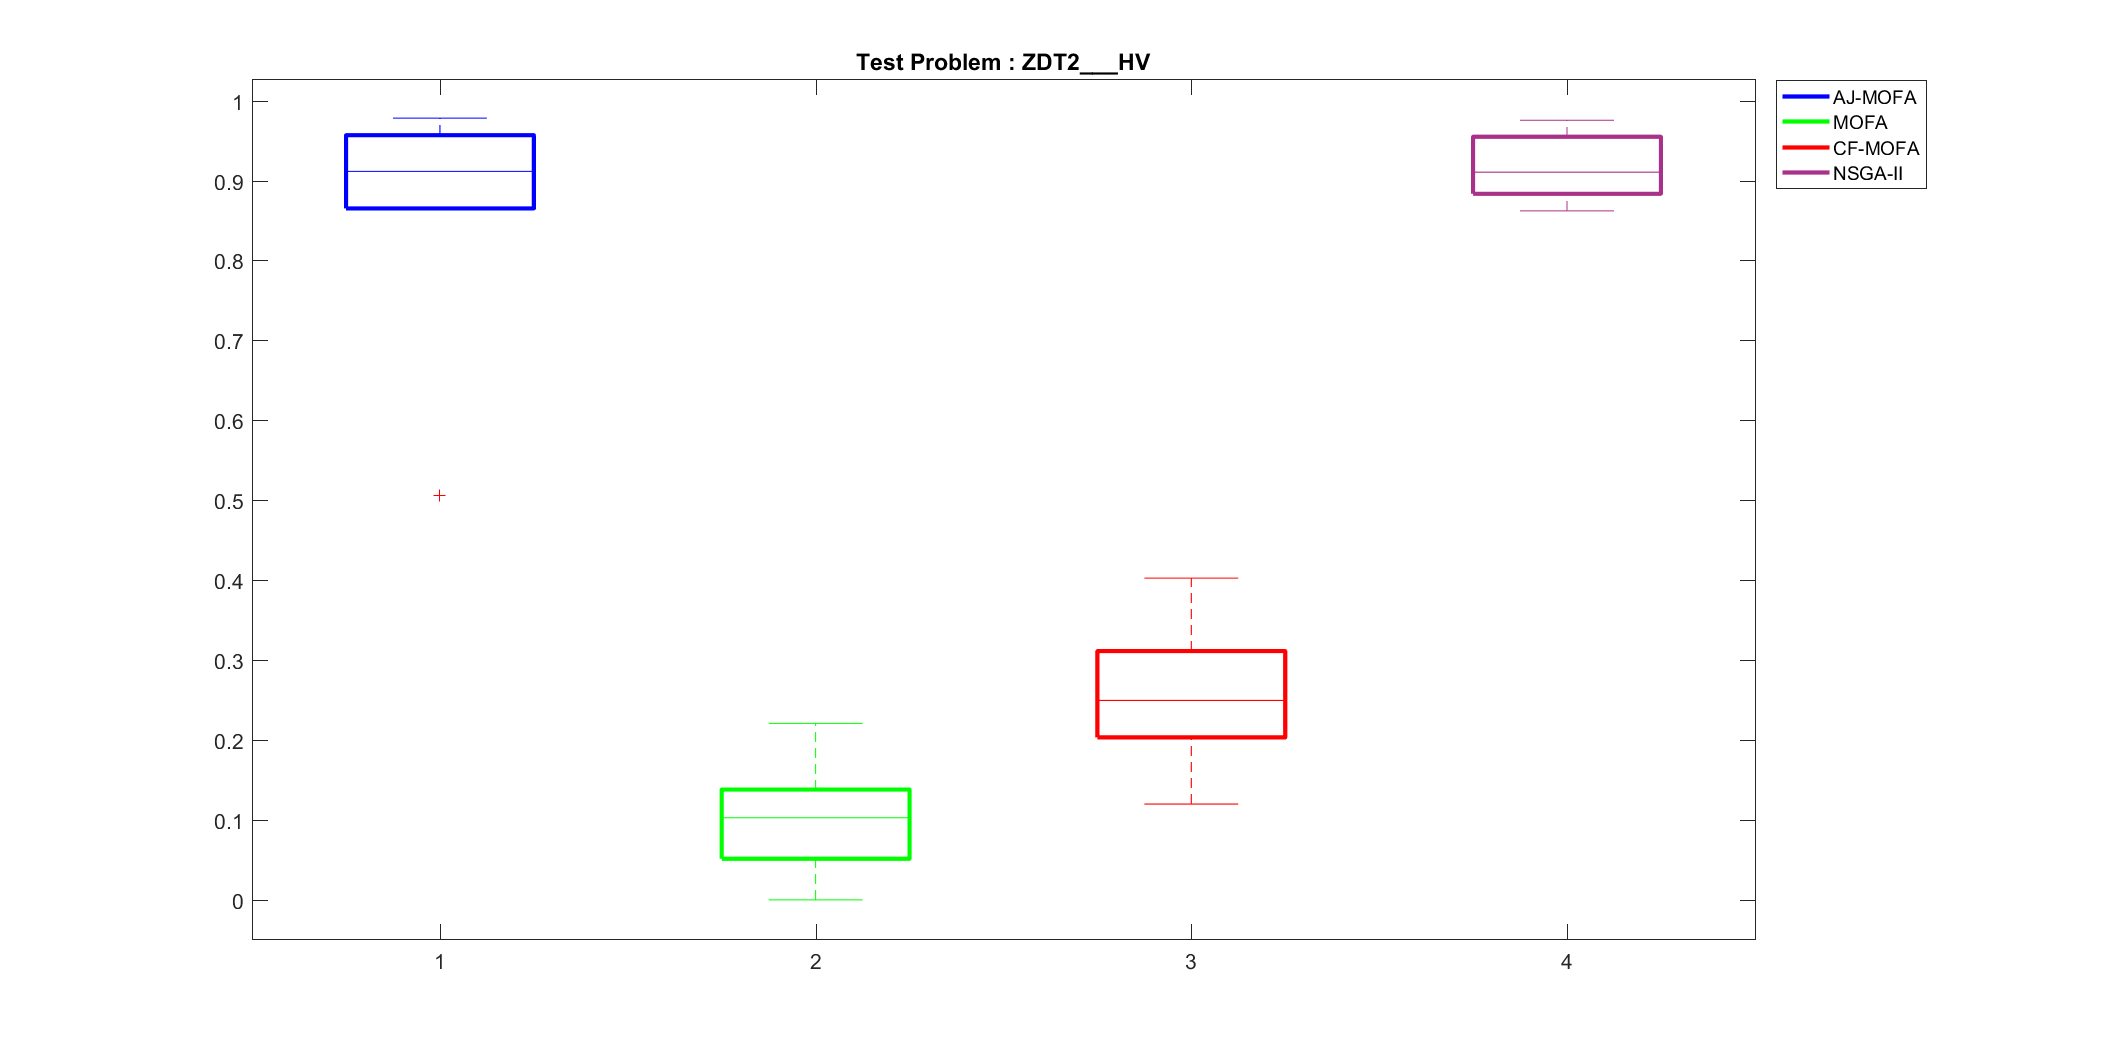 Test Problem : ZDT2___HV
1
0.9
0.8
0.7
0.6
0.5
0.4
0.3
0.2
0.1
0
1 2 3 4
AJ-MOFA
MOFA
CF-MOFA
NSGA-II